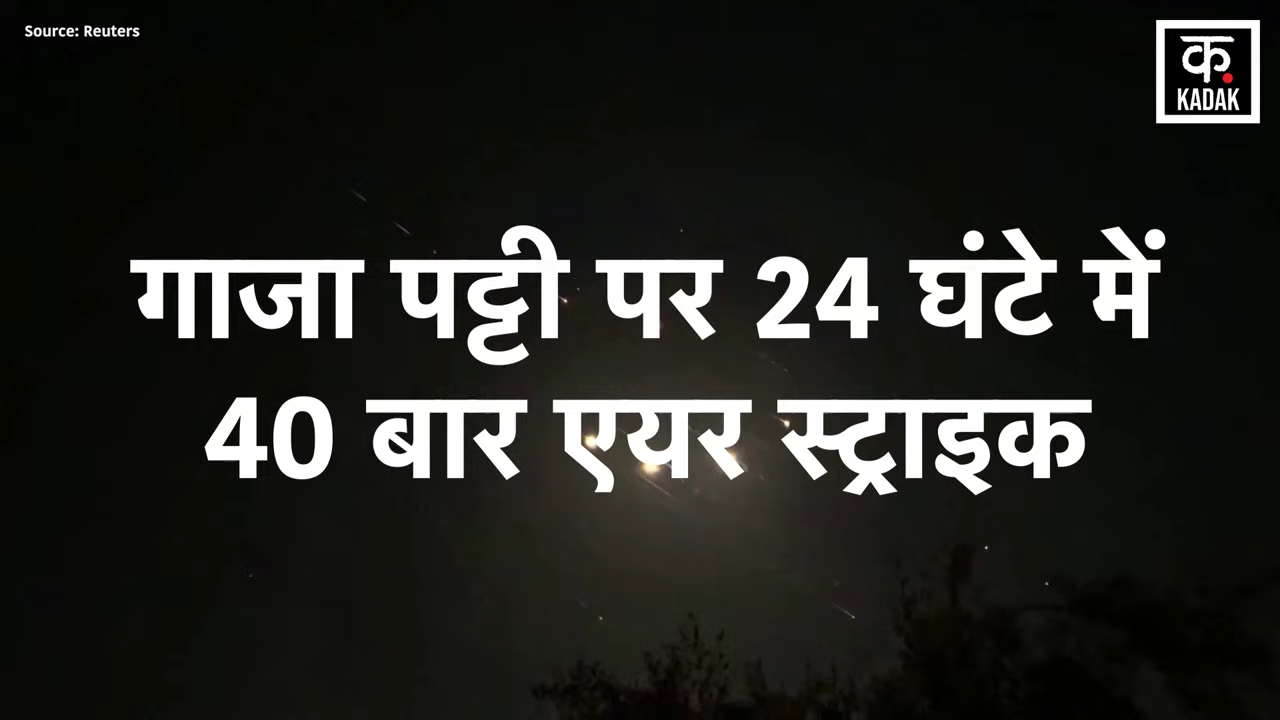 Source: Reuters
क.
KADAK
गाजा पट्टी पर 24 घंटे में
40 बार एयर स्ट्राइक